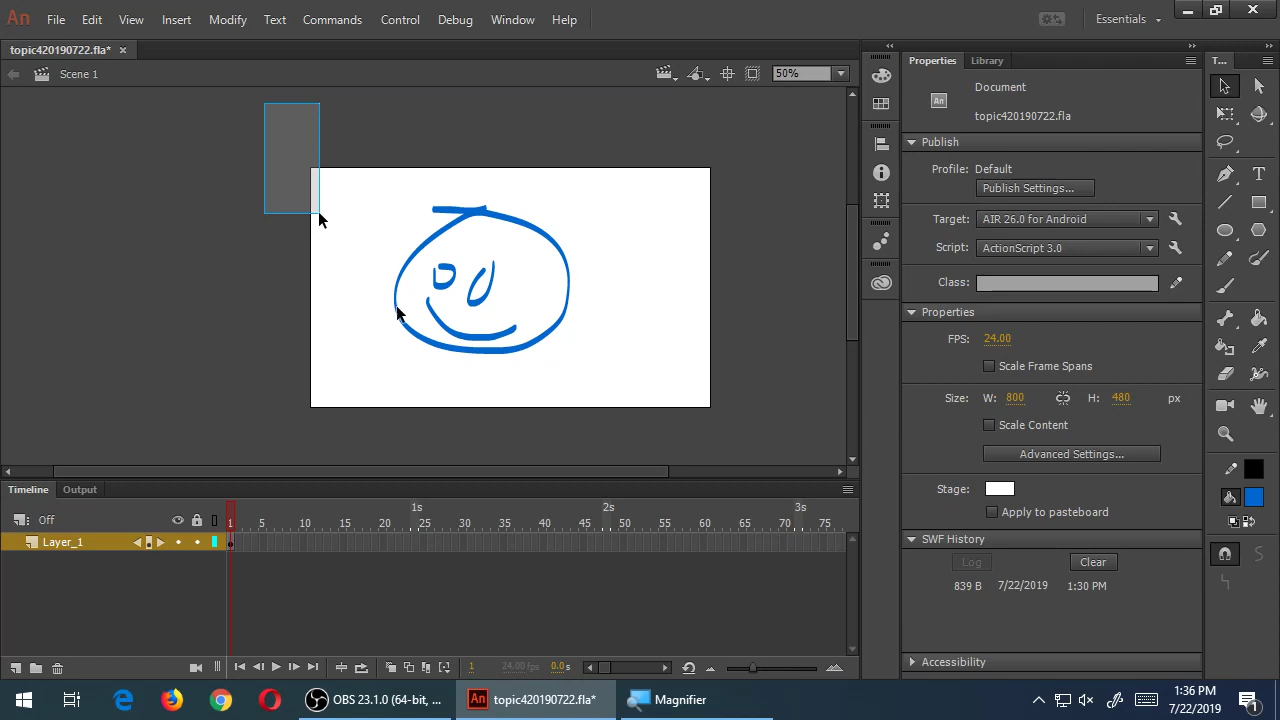 An File Edit View Insert Modify Text Commands Control Debug Window Help Essentials
topic420190722.fla* ×
Scene 1 50%
Properties Library T...
Document
An topic420190722.fla
Publish
Profile: Default
Publish Settings...
Target: AIR 26.0 for Android
Script: ActionScript 3.0
Class:
Properties
FPS: 24.00
Scale Frame Spans
Size: W: 800 H: 480 px
Scale Content
Advanced Settings...
Stage:
Apply to pasteboard
SWF History
Log Clear
839 B 7/22/2019 1:30 PM
Accessibility
Timeline Output
1s 2s 3s
Off 1 5 10 15 20 25 30 35 40 45 50 55 60 65 70 75
Layer_1
1 24.00 fps 0.0 s
OBS 23.1.0 (64-bit, ... An topic420190722.fla* Magnifier
1:36 PM
7/22/2019 1